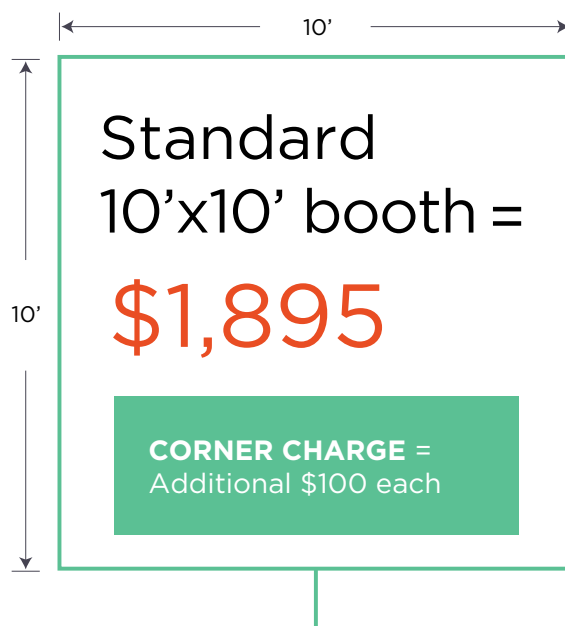 10’
Standard
10’x10’ booth =
$1,895
10’
CORNER CHARGE =
Additional $100 each